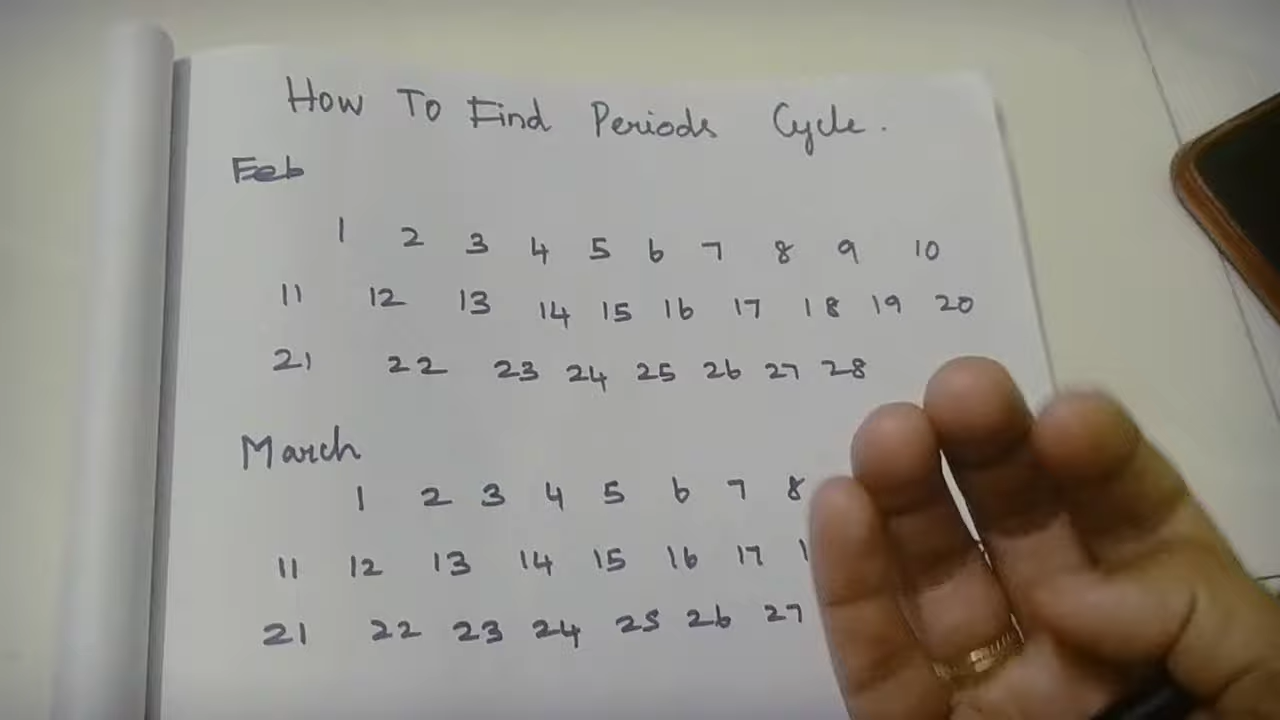 How To Find Periods Cycle.
Feb
1 2 3 4 5 6 7 8 9 10
11 12 13 14 15 16 17 18 19 20
21 22 23 24 25 26 27 28
March
1 2 3 4 5 6 7 8
11 12 13 14 15 16 17
21 22 23 24 25 26 27